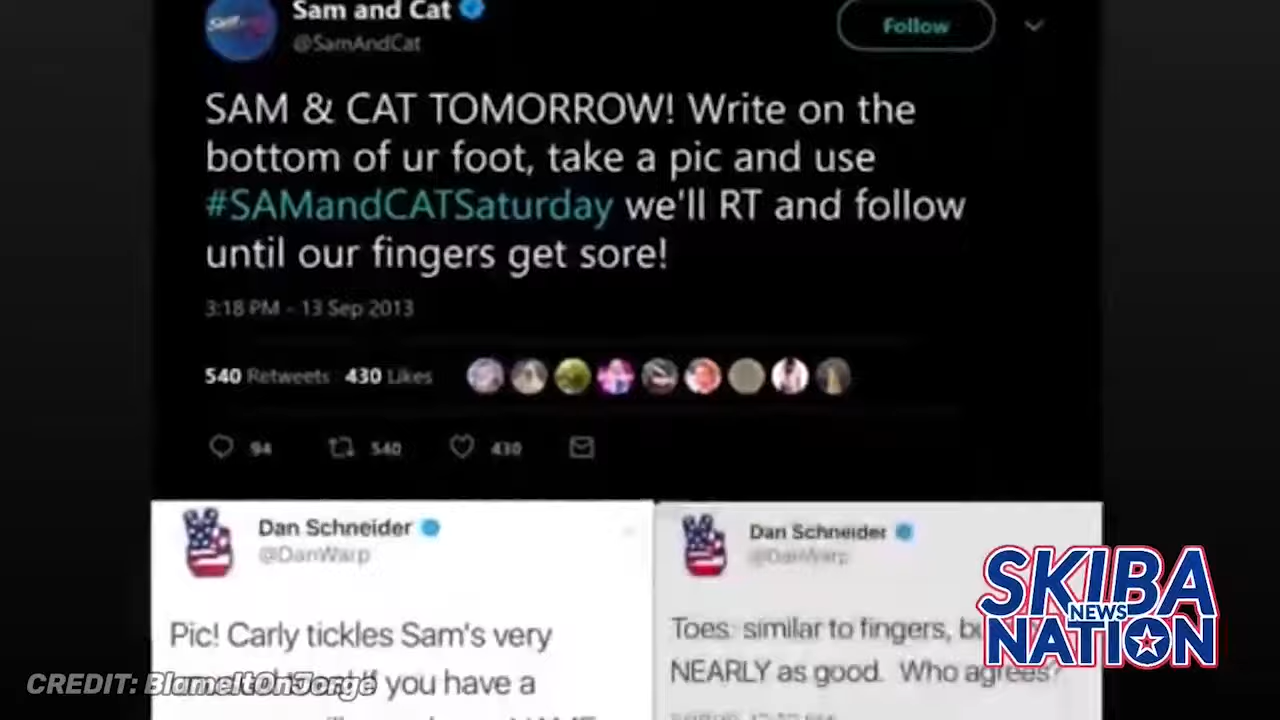 Sam and Cat
@SamAndCat
Follow
SAM & CAT TOMORROW! Write on the
bottom of ur foot, take a pic and use
#SAMandCATSaturday we'll RT and follow
until our fingers get sore!
3:18 PM - 13 Sep 2013
540 Retweets 430 Likes
94 540 430
Dan Schneider
@DanWarp
Pic! Carly tickles Sam's very
you have a
Dan Schneider
@DanWarp
Toes: similar to fingers,
NEARLY as good. Who agrees?
CREDIT: BlameItOnJorge
SKIBA
NEWS
NATION